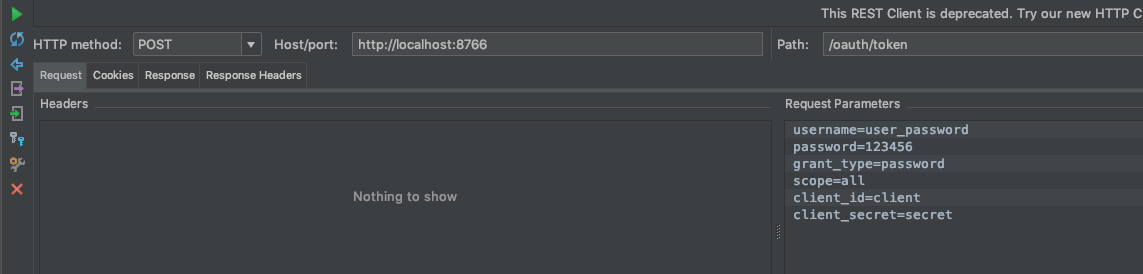 This REST Client is deprecated. Try our new HTTP C
HTTP method: POST Host/port: http://localhost:8766 Path: /oauth/token
Request Cookies Response Response Headers
Headers Request Parameters
username=user_password
password=123456
grant_type=password
scope=all
client_id=client
client_secret=secret
Nothing to show